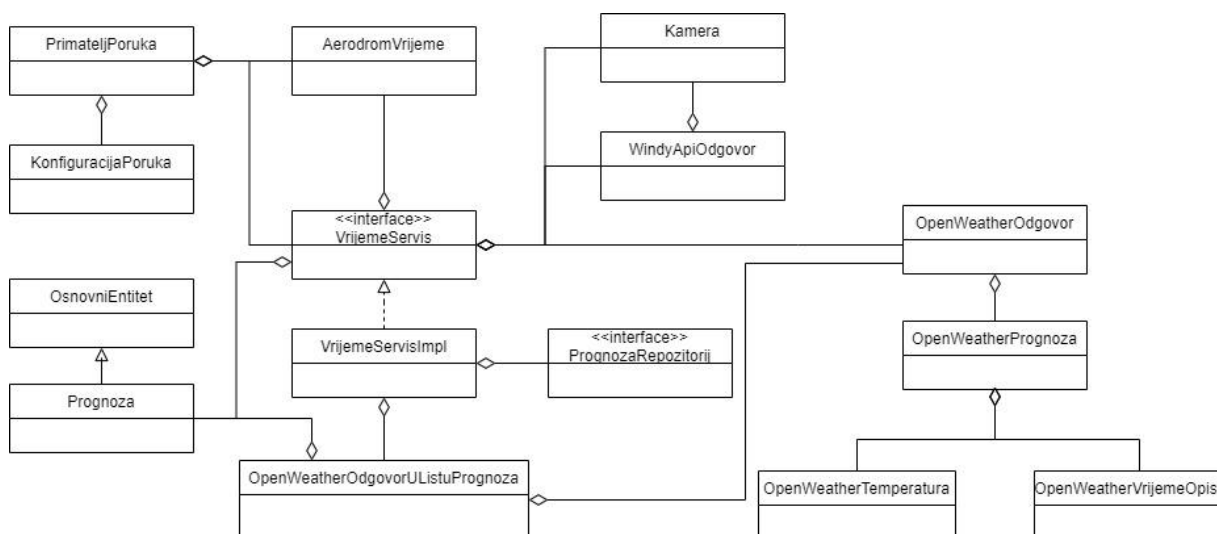 PrimateljPoruka
AerodromVrijeme
Kamera
KonfiguracijaPoruka
WindyApiOdgovor
<<interface>>
VrijemeServis
OpenWeatherOdgovor
OsnovniEntitet
VrijemeServisImpl
<<interface>>
PrognozaRepozitorij
OpenWeatherPrognoza
Prognoza
OpenWeatherOdgovorUListuPrognoza
OpenWeatherTemperatura
OpenWeatherVrijemeOpis